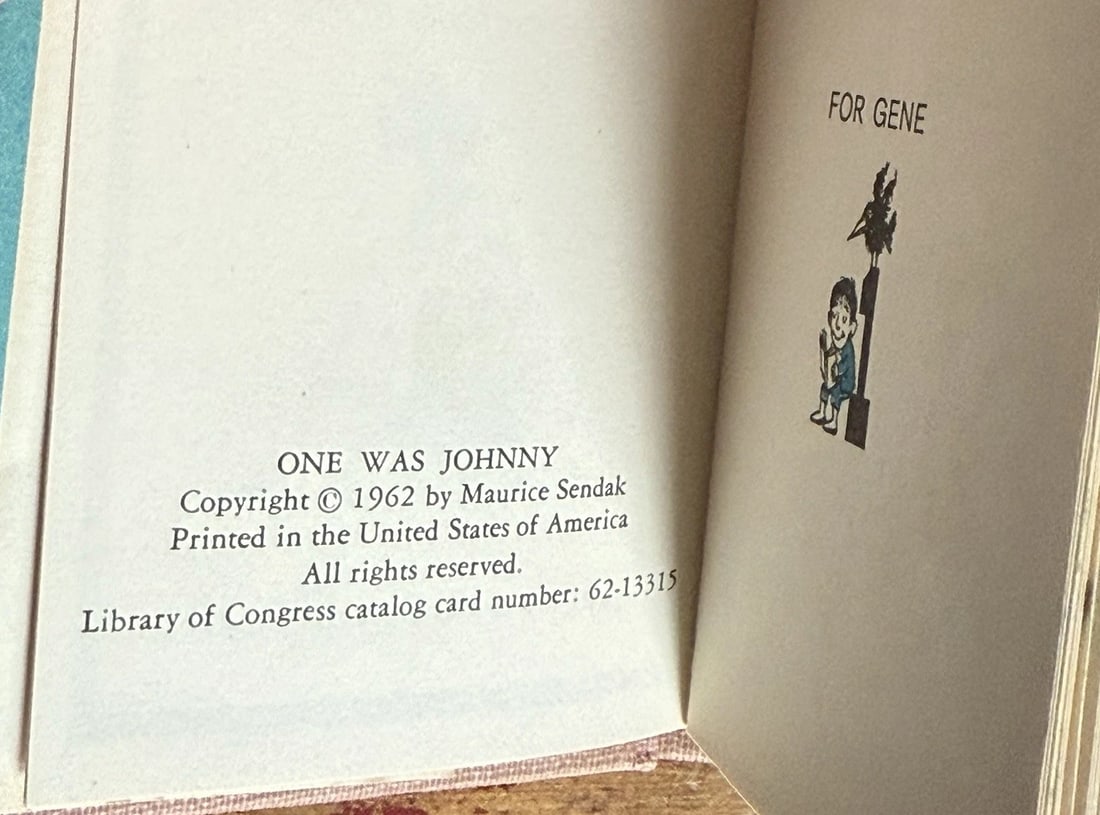 ONE WAS JOHNNY
Copyright © 1962 by Maurice Sendak
Printed in the United States of America
All rights reserved.
Library of Congress catalog card number: 62-13315
FOR GENE